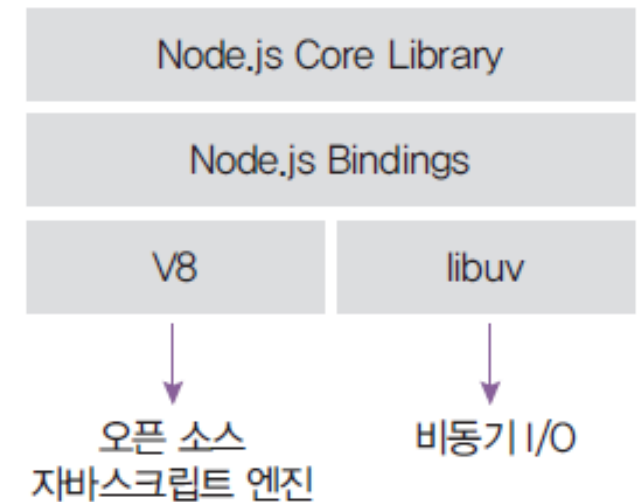 Node.js Core Library
Node.js Bindings
V8
libuv
오픈 소스
자바스크립트 엔진
비동기 I/O